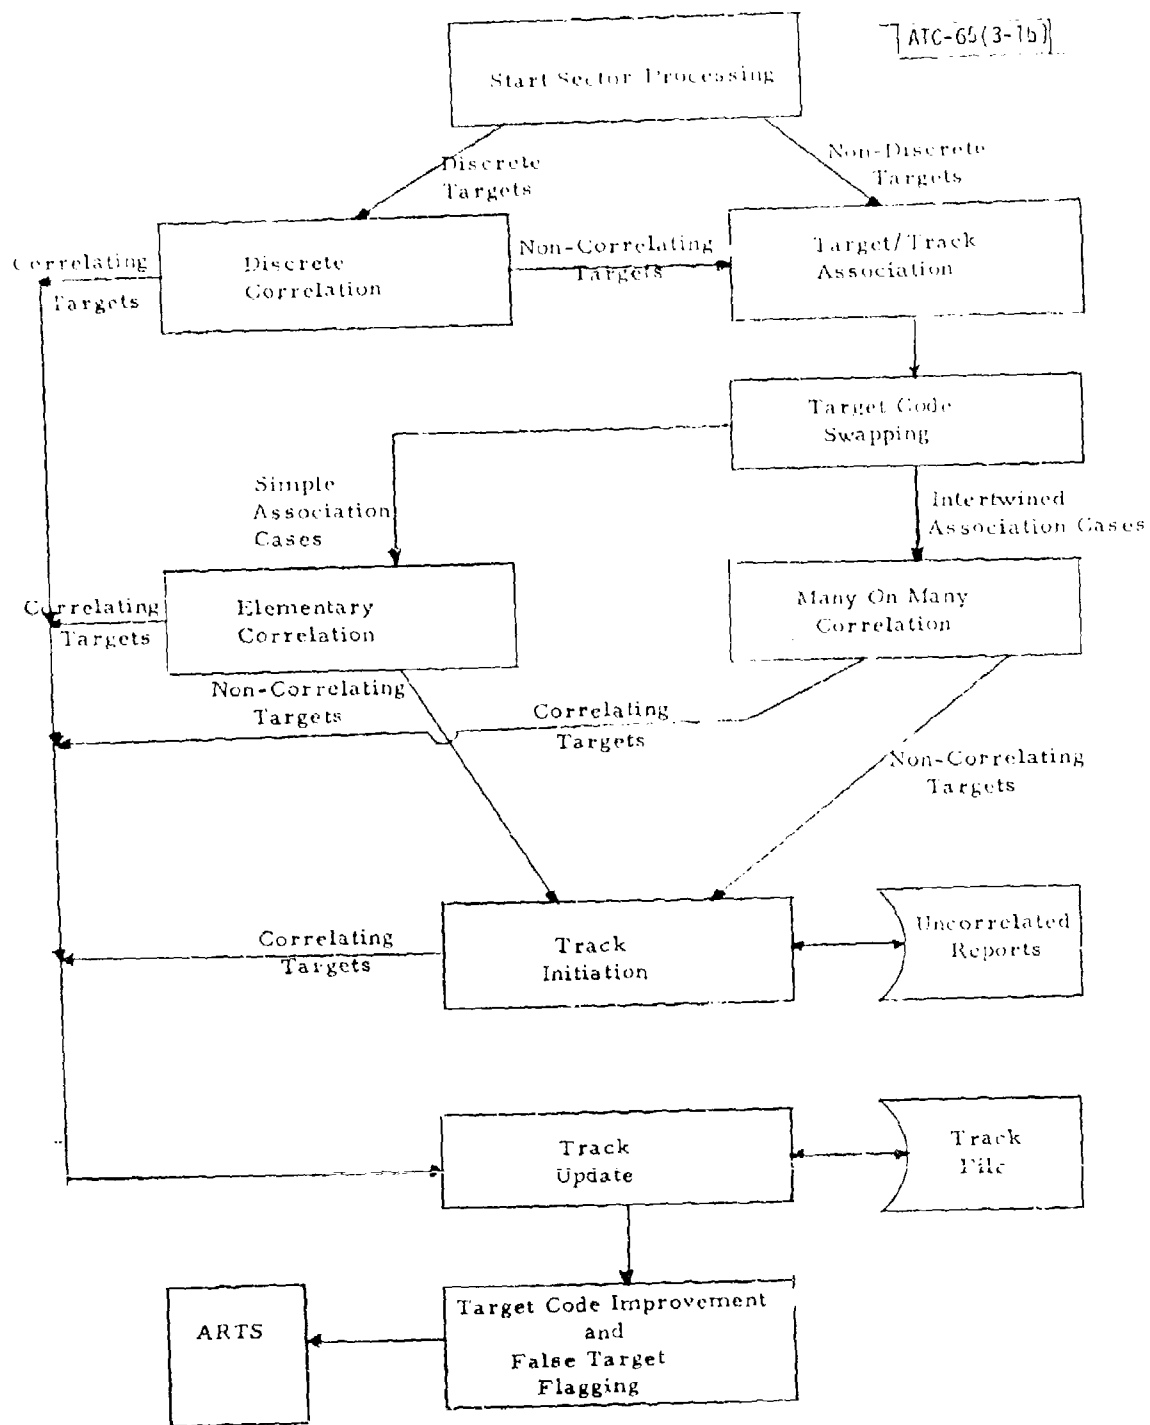 ATC-65(3-1b)
Start Sector Processing
Discrete
Targets
Non-Discrete
Targets
Correlating
Targets
Discrete
Correlation
Non-Correlating
Targets
Target/Track
Association
Target Code
Swapping
Simple
Association
Cases
Intertwined
Association Cases
Correlating
Targets
Elementary
Correlation
Many On Many
Correlation
Non-Correlating
Targets
Correlating
Targets
Non-Correlating
Targets
Correlating
Targets
Track
Initiation
Uncorrelated
Reports
Track
Update
Track
File
ARTS
Target Code Improvement
and
False Target
Flagging